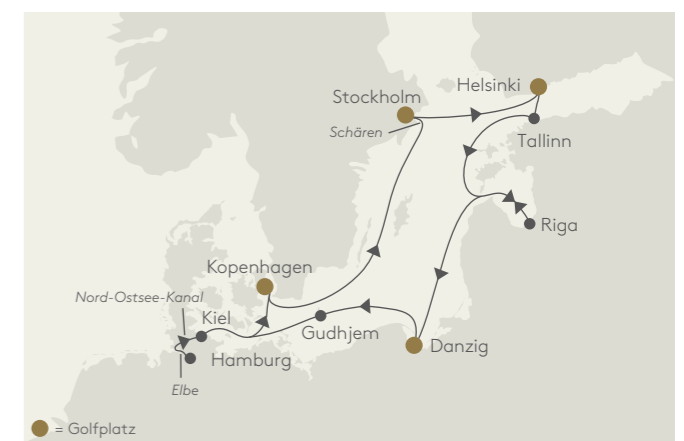 Helsinki
Stockholm
Schären
Tallinn
Riga
Kopenhagen
Nord-Ostsee-Kanal
Kiel
Gudhjem
Danzig
Hamburg
Elbe
= Golfplatz